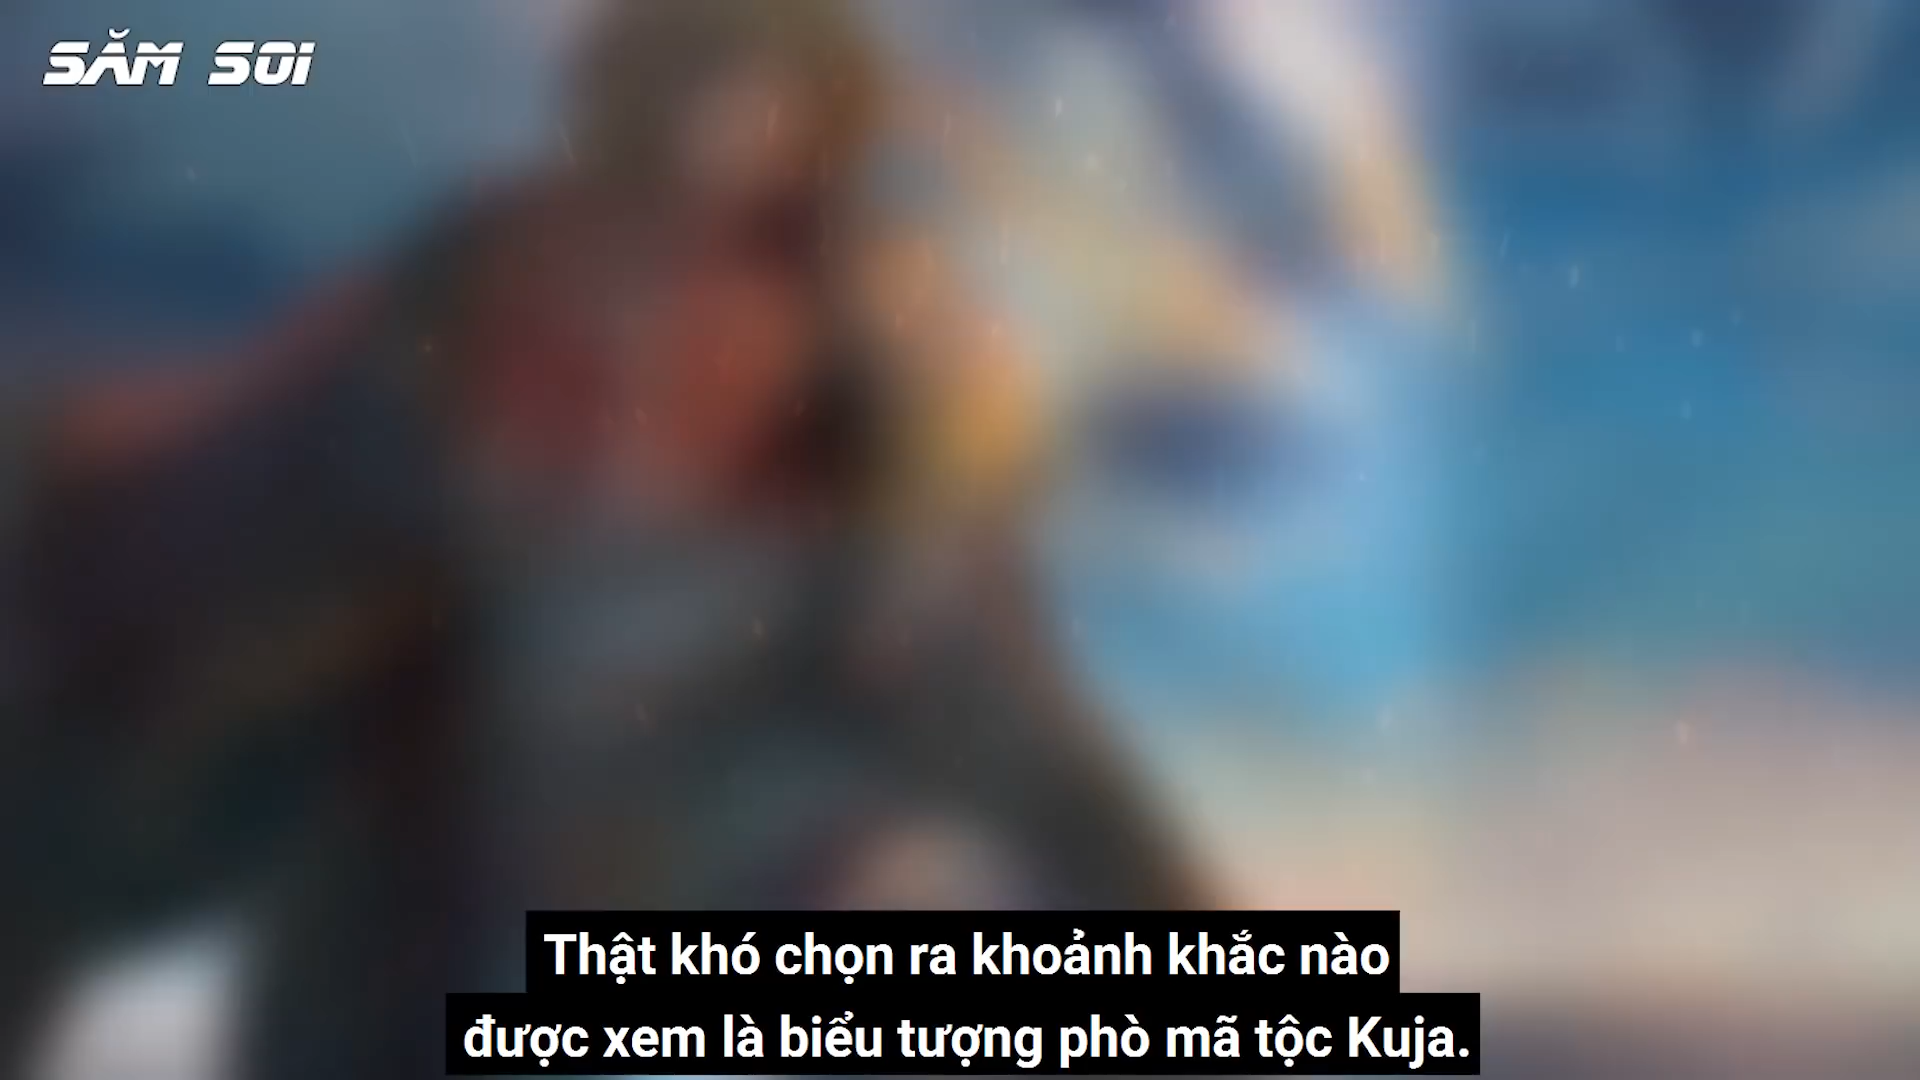 SĂM SOI
Thật khó chọn ra khoảnh khắc nào
được xem là biểu tượng phò mã tộc Kuja.